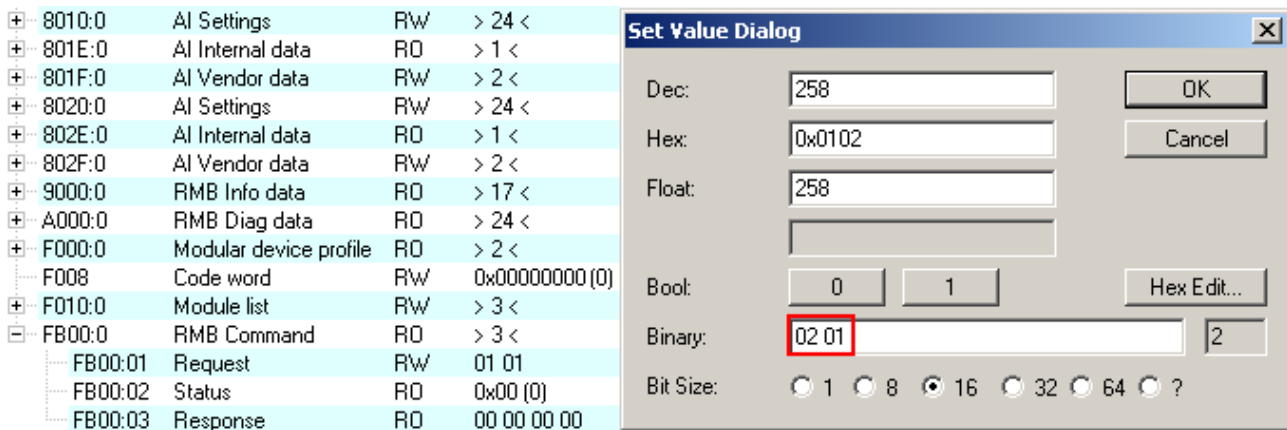 8010:0 AI Settings RW > 24 <
801E:0 AI Internal data RO > 1 <
801F:0 AI Vendor data RW > 2 <
8020:0 AI Settings RW > 24 <
802E:0 AI Internal data RO > 1 <
802F:0 AI Vendor data RW > 2 <
9000:0 RMB Info data RO > 17 <
A000:0 RMB Diag data RO > 24 <
F000:0 Modular device profile RO > 2 <
F008 Code word RW 0x00000000 (0)
F010:0 Module list RW > 3 <
FB00:0 RMB Command RO > 3 <
FB00:01 Request RW 01 01
FB00:02 Status RO 0x00 (0)
FB00:03 Response RO 00 00 00 00
Set Value Dialog
Dec: 258 OK
Hex: 0x0102 Cancel
Float: 258
Bool: 0 1 Hex Edit...
Binary: 02 01 2
Bit Size: 1 8 16 32 64 ?